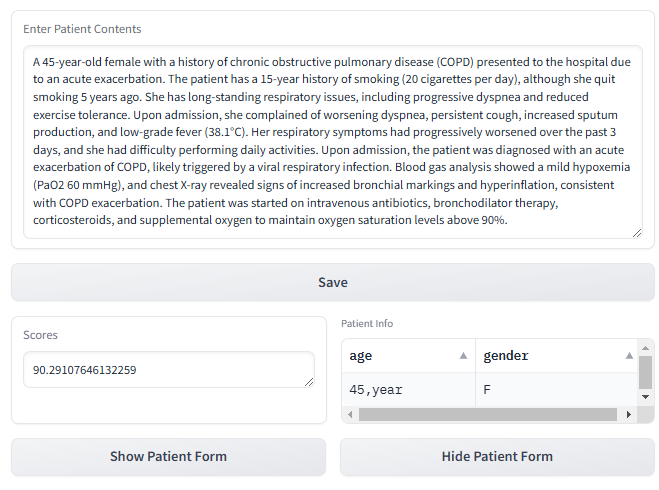 Enter Patient Contents
A 45-year-old female with a history of chronic obstructive pulmonary disease (COPD) presented to the hospital due
to an acute exacerbation. The patient has a 15-year history of smoking (20 cigarettes per day), although she quit
smoking 5 years ago. She has long-standing respiratory issues, including progressive dyspnea and reduced
exercise tolerance. Upon admission, she complained of worsening dyspnea, persistent cough, increased sputum
production, and low-grade fever (38.1°C). Her respiratory symptoms had progressively worsened over the past 3
days, and she had difficulty performing daily activities. Upon admission, the patient was diagnosed with an acute
exacerbation of COPD, likely triggered by a viral respiratory infection. Blood gas analysis showed a mild hypoxemia
(PaO2 60 mmHg), and chest X-ray revealed signs of increased bronchial markings and hyperinflation, consistent
with COPD exacerbation. The patient was started on intravenous antibiotics, bronchodilator therapy,
corticosteroids, and supplemental oxygen to maintain oxygen saturation levels above 90%.
Save
Scores
90.29107646132259
Patient Info
age gender
45,year F
Show Patient Form
Hide Patient Form